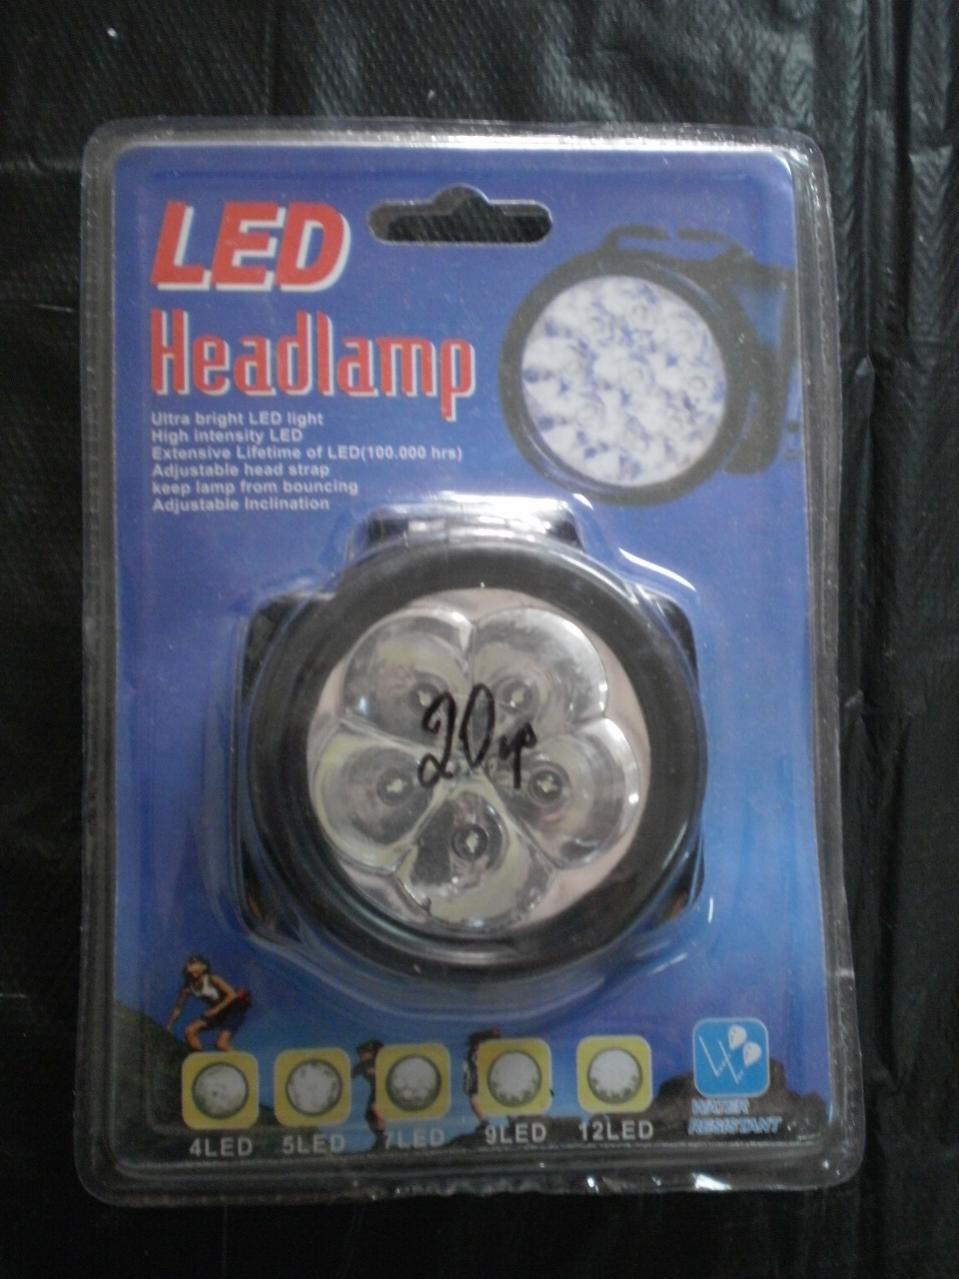 LED
Headlamp
Ultra bright LED light
High intensity LED
Extensive Lifetime of LED(100.000 hrs)
Adjustable head strap
keep lamp from bouncing
Adjustable Inclination
20
4LED 5LED 7LED 9LED 12LED
WATER
RESISTANT